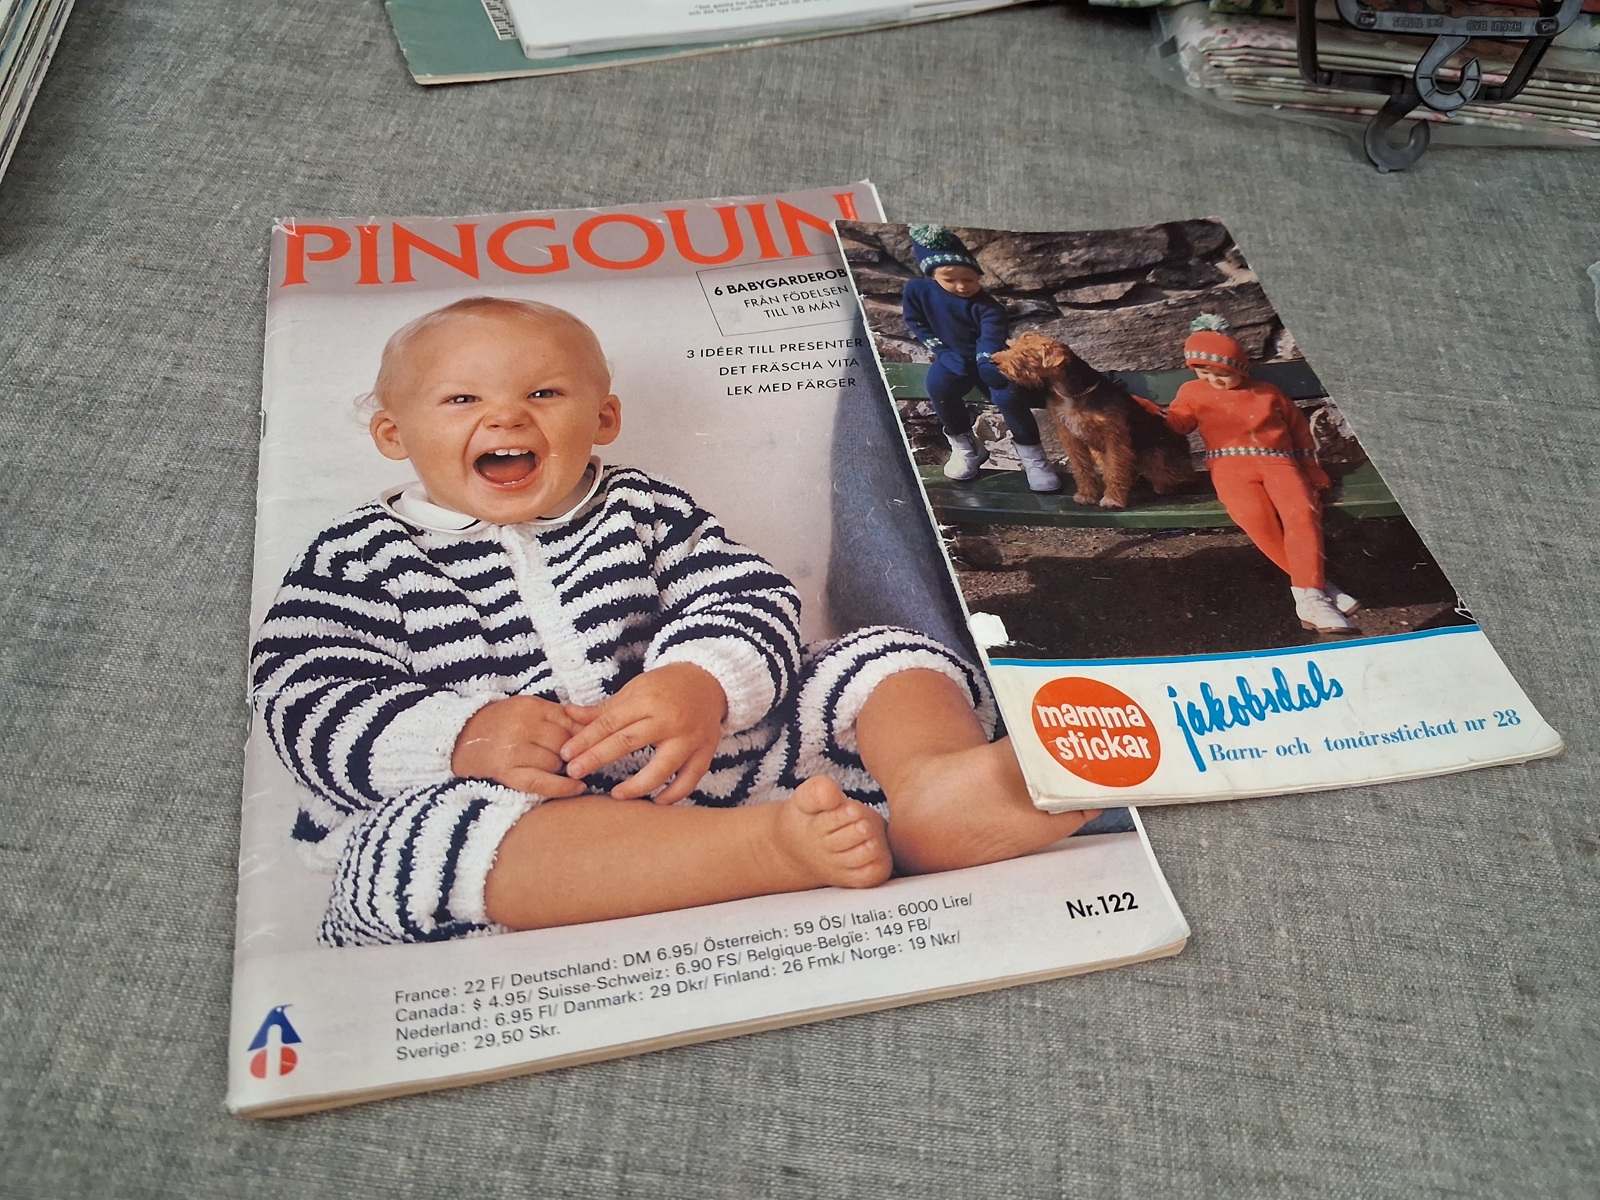 PINGOUIN
6 BABYGARDEROB
FRÅN FÖDELSEN
TILL 18 MÅN
3 IDÉER TILL PRESENTER
DET FRÄSCHA VITA
LEK MED FÄRGER
Nr.122
France: 22 F/ Deutschland: DM 6.95/ Österreich: 59 ÖS/ Italia: 6000 Lire/
Canada: $ 4.95/ Suisse-Schweiz: 6.90 FS/ Belgique-Belgïe: 149 FB/
Nederland: 6.95 Fl/ Danmark: 29 Dkr/ Finland: 26 Fmk/ Norge: 19 Nkr/
Sverige: 29,50 Skr.
mamma
stickar
jakobsdals
Barn- och tonårsstickat nr 28